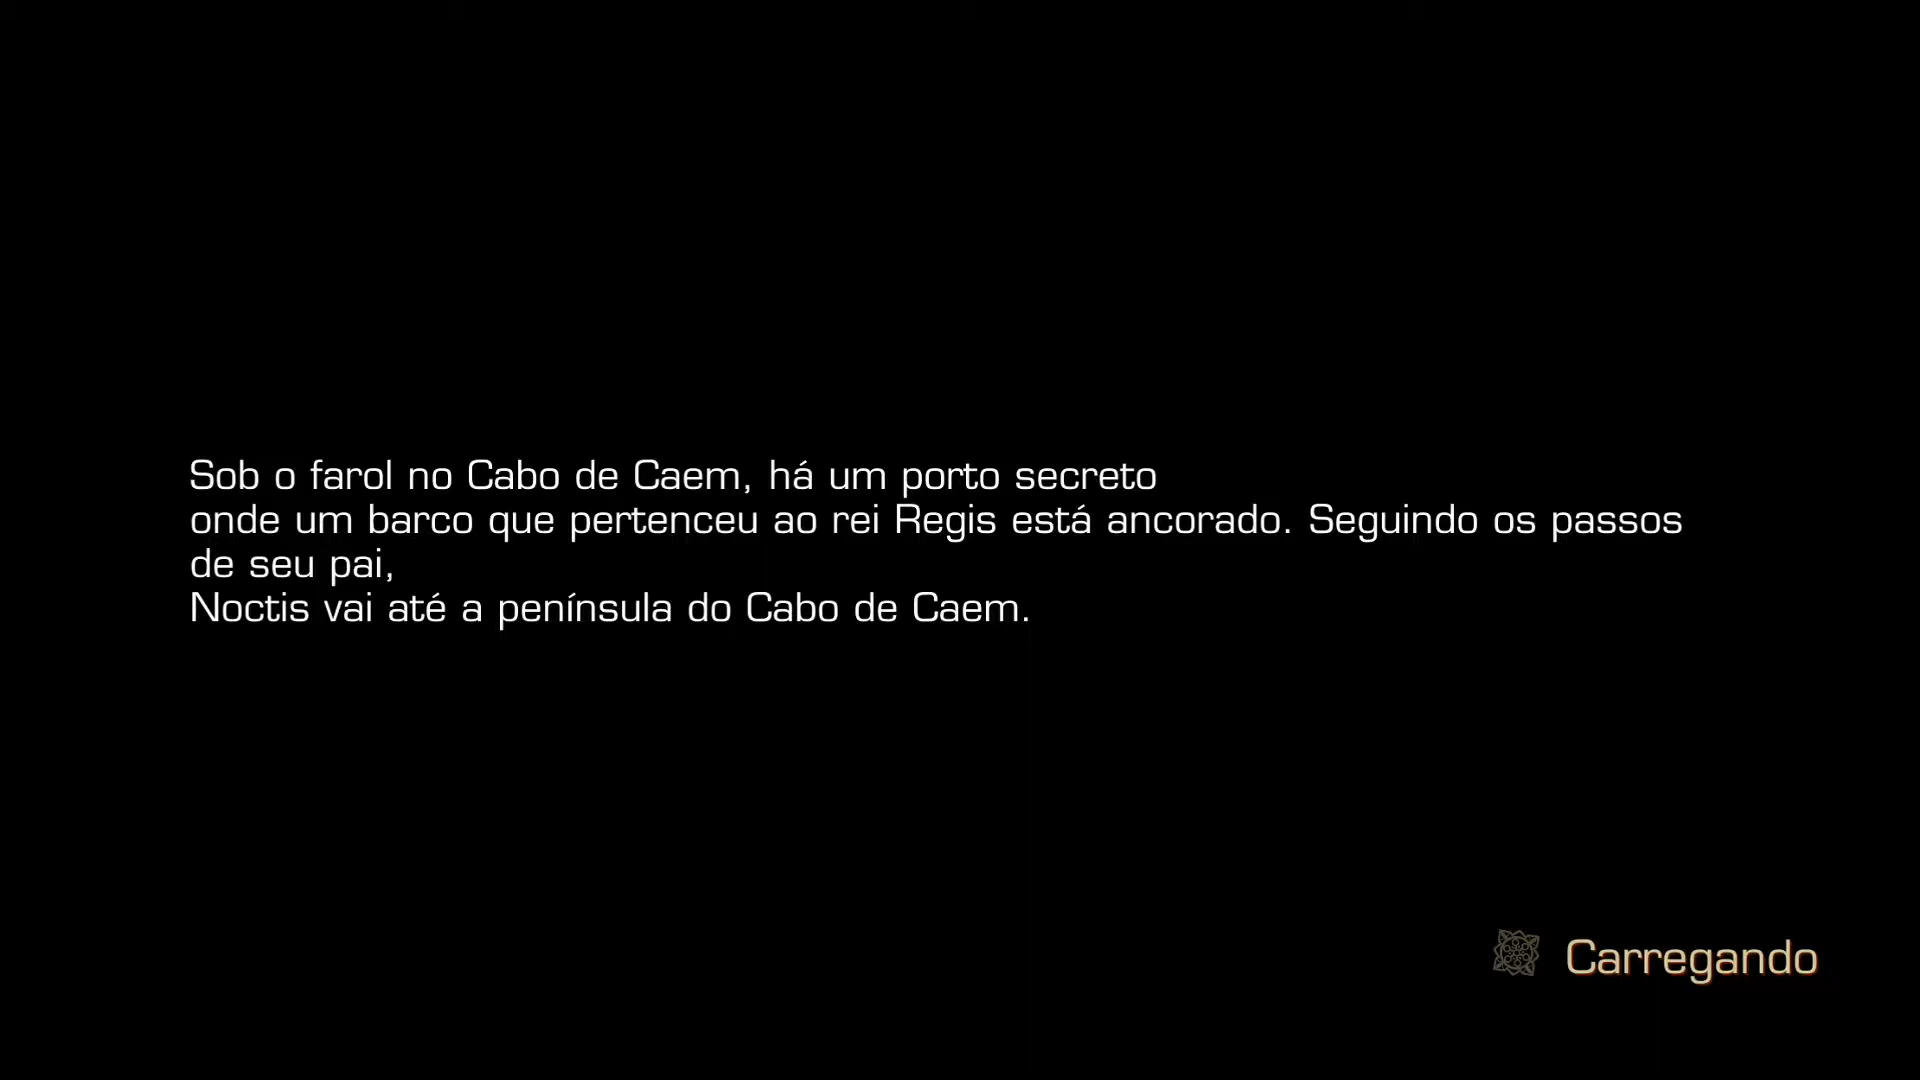 Sob o farol no Cabo de Caem, há um porto secreto
onde um barco que pertenceu ao rei Regis está ancorado. Seguindo os passos
de seu pai,
Noctis vai até a península do Cabo de Caem.
Carregando